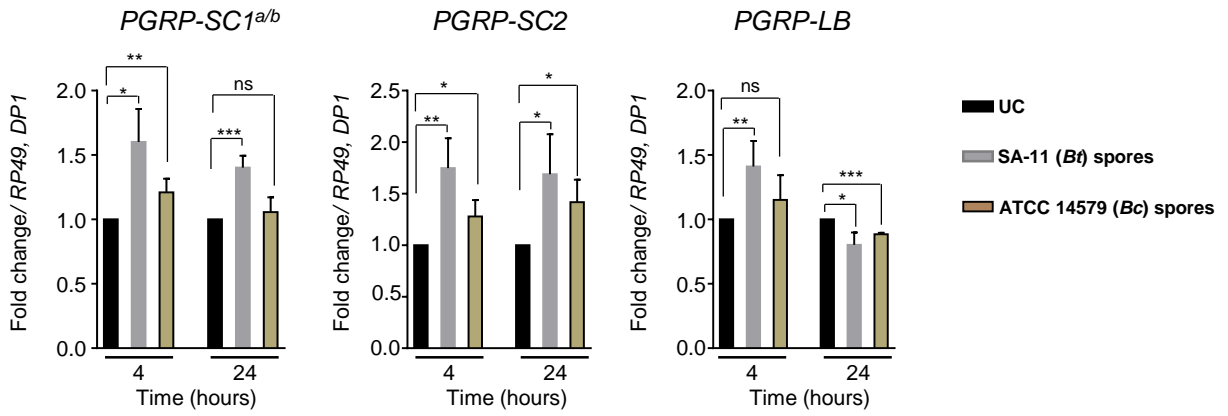 PGRP-SC1a/b
PGRP-SC2
PGRP-LB
Fold change/ RP49, DP1
2.0
1.5
1.0
0.5
0.0
**
*
ns
***
4
24
Time (hours)
Fold change/ RP49, DP1
2.5
2.0
1.5
1.0
0.5
0.0
*
**
*
*
4
24
Time (hours)
Fold change/ RP49, DP1
2.0
1.5
1.0
0.5
0.0
ns
**
***
*
4
24
Time (hours)
UC
SA-11 (Bt) spores
ATCC 14579 (Bc) spores